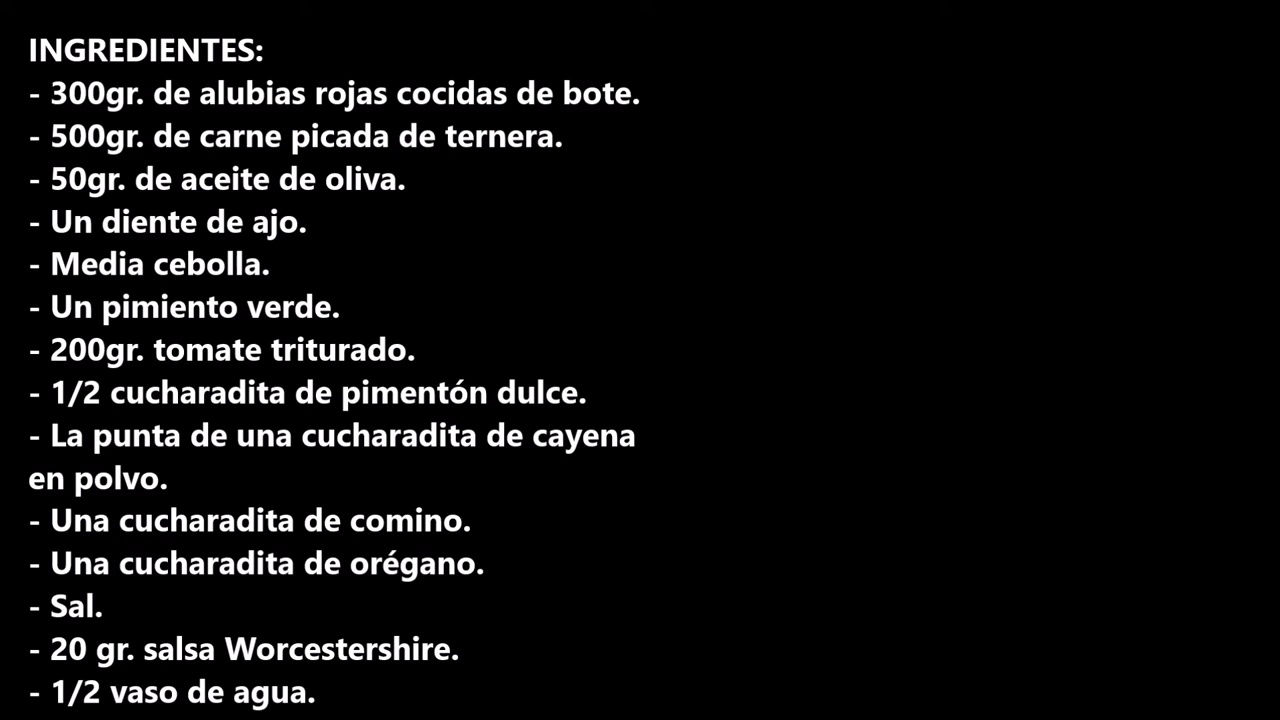 INGREDIENTES:
- 300gr. de alubias rojas cocidas de bote.
- 500gr. de carne picada de ternera.
- 50gr. de aceite de oliva.
- Un diente de ajo.
- Media cebolla.
- Un pimiento verde.
- 200gr. tomate triturado.
- 1/2 cucharadita de pimentón dulce.
- La punta de una cucharadita de cayena
en polvo.
- Una cucharadita de comino.
- Una cucharadita de orégano.
- Sal.
- 20 gr. salsa Worcestershire.
- 1/2 vaso de agua.